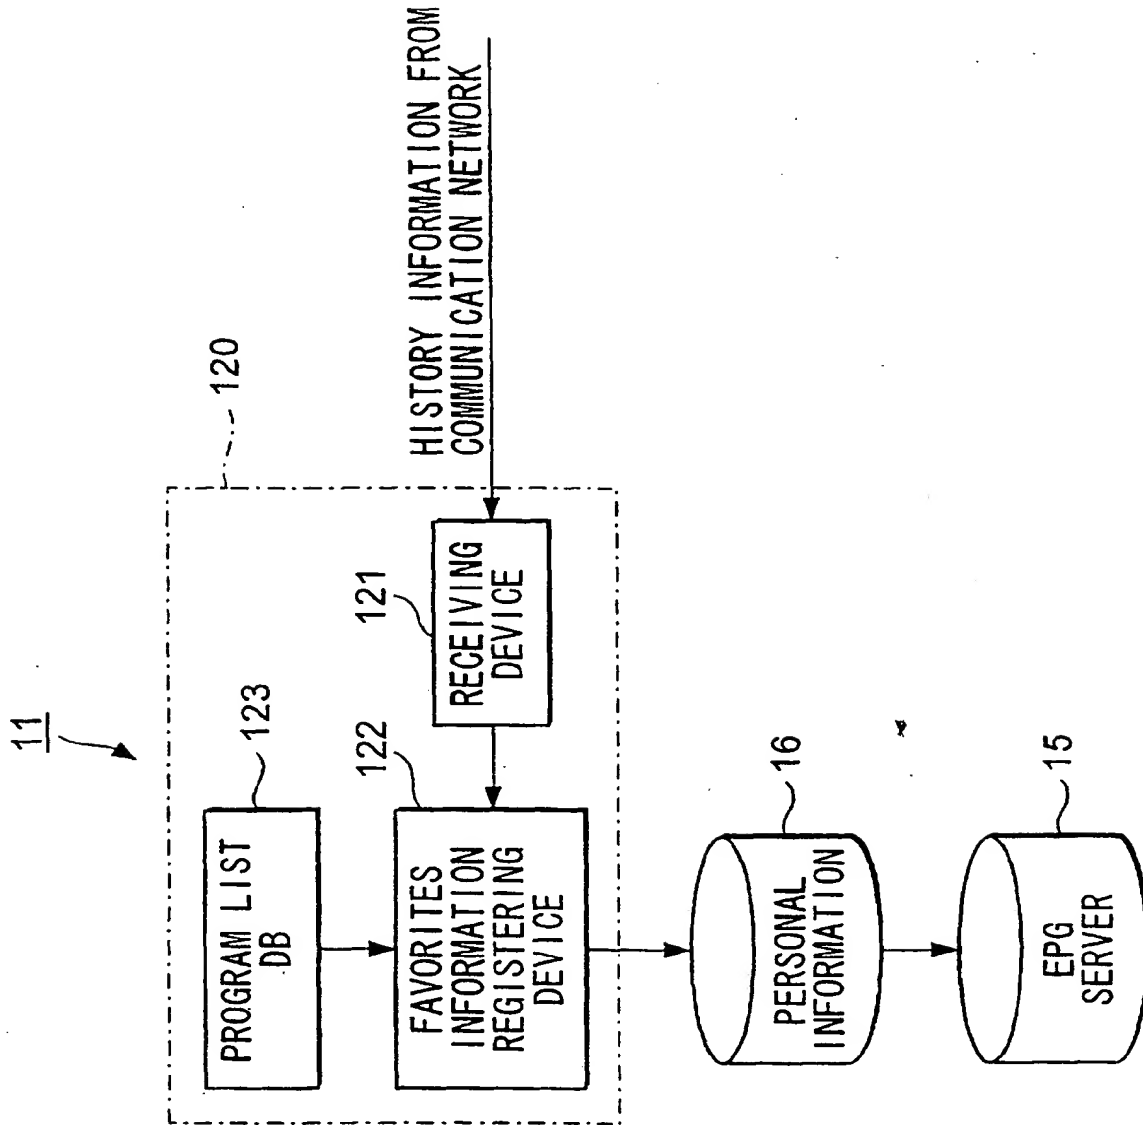 11
120
123
PROGRAM LIST
DB
122
FAVORITES
INFORMATION
REGISTERING
DEVICE
121
RECEIVING
DEVICE
HISTORY INFORMATION FROM
COMMUNICATION NETWORK
16
PERSONAL
INFORMATION
15
EPG
SERVER